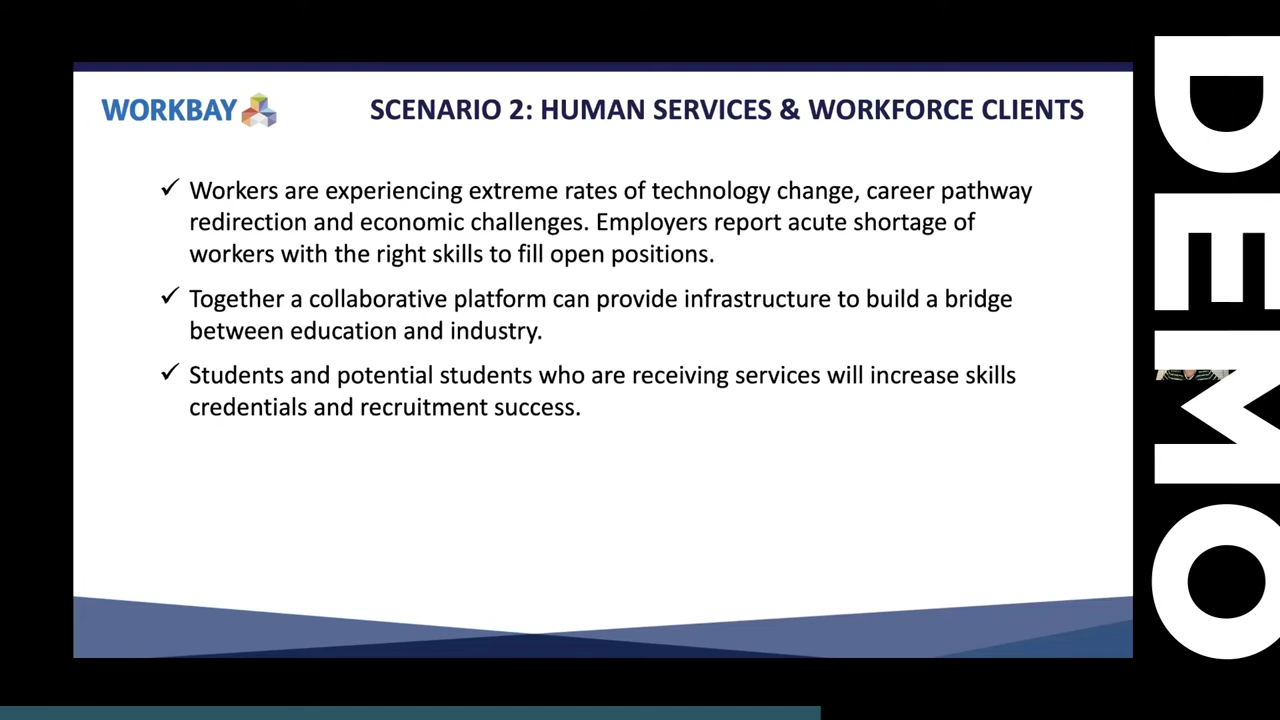 WORKBAY
SCENARIO 2: HUMAN SERVICES & WORKFORCE CLIENTS
✓ Workers are experiencing extreme rates of technology change, career pathway
redirection and economic challenges. Employers report acute shortage of
workers with the right skills to fill open positions.
✓ Together a collaborative platform can provide infrastructure to build a bridge
between education and industry.
✓ Students and potential students who are receiving services will increase skills
credentials and recruitment success.
DEMO